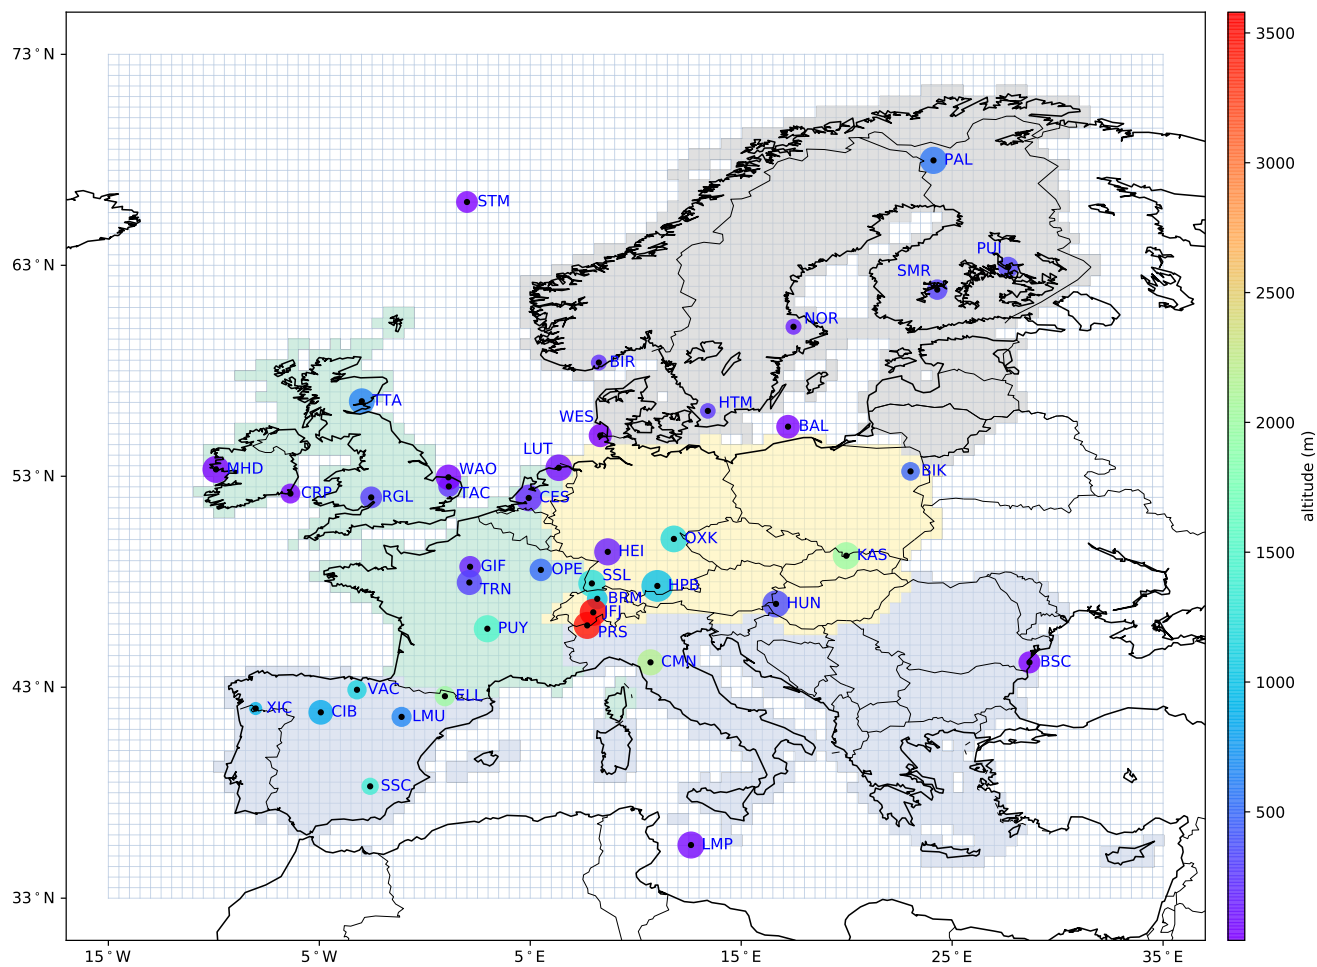 73°N
63°N
53°N
43°N
33°N
15°W
5°W
5°E
15°E
25°E
35°E
STM
PAL
PUI
SMR
NOR
BIR
HTM
WES
BAL
TTA
LUT
MHD
WAO
BIK
CRP
RGL
TAC
CES
OXK
HEI
KAS
GIF
OPE
SSL
TRN
HPB
BRM
HUN
JFJ
PUY
PRS
CMN
BSC
VAC
ELL
XIC
CIB
LMU
SSC
LMP
3500
3000
2500
2000
1500
1000
500
altitude (m)